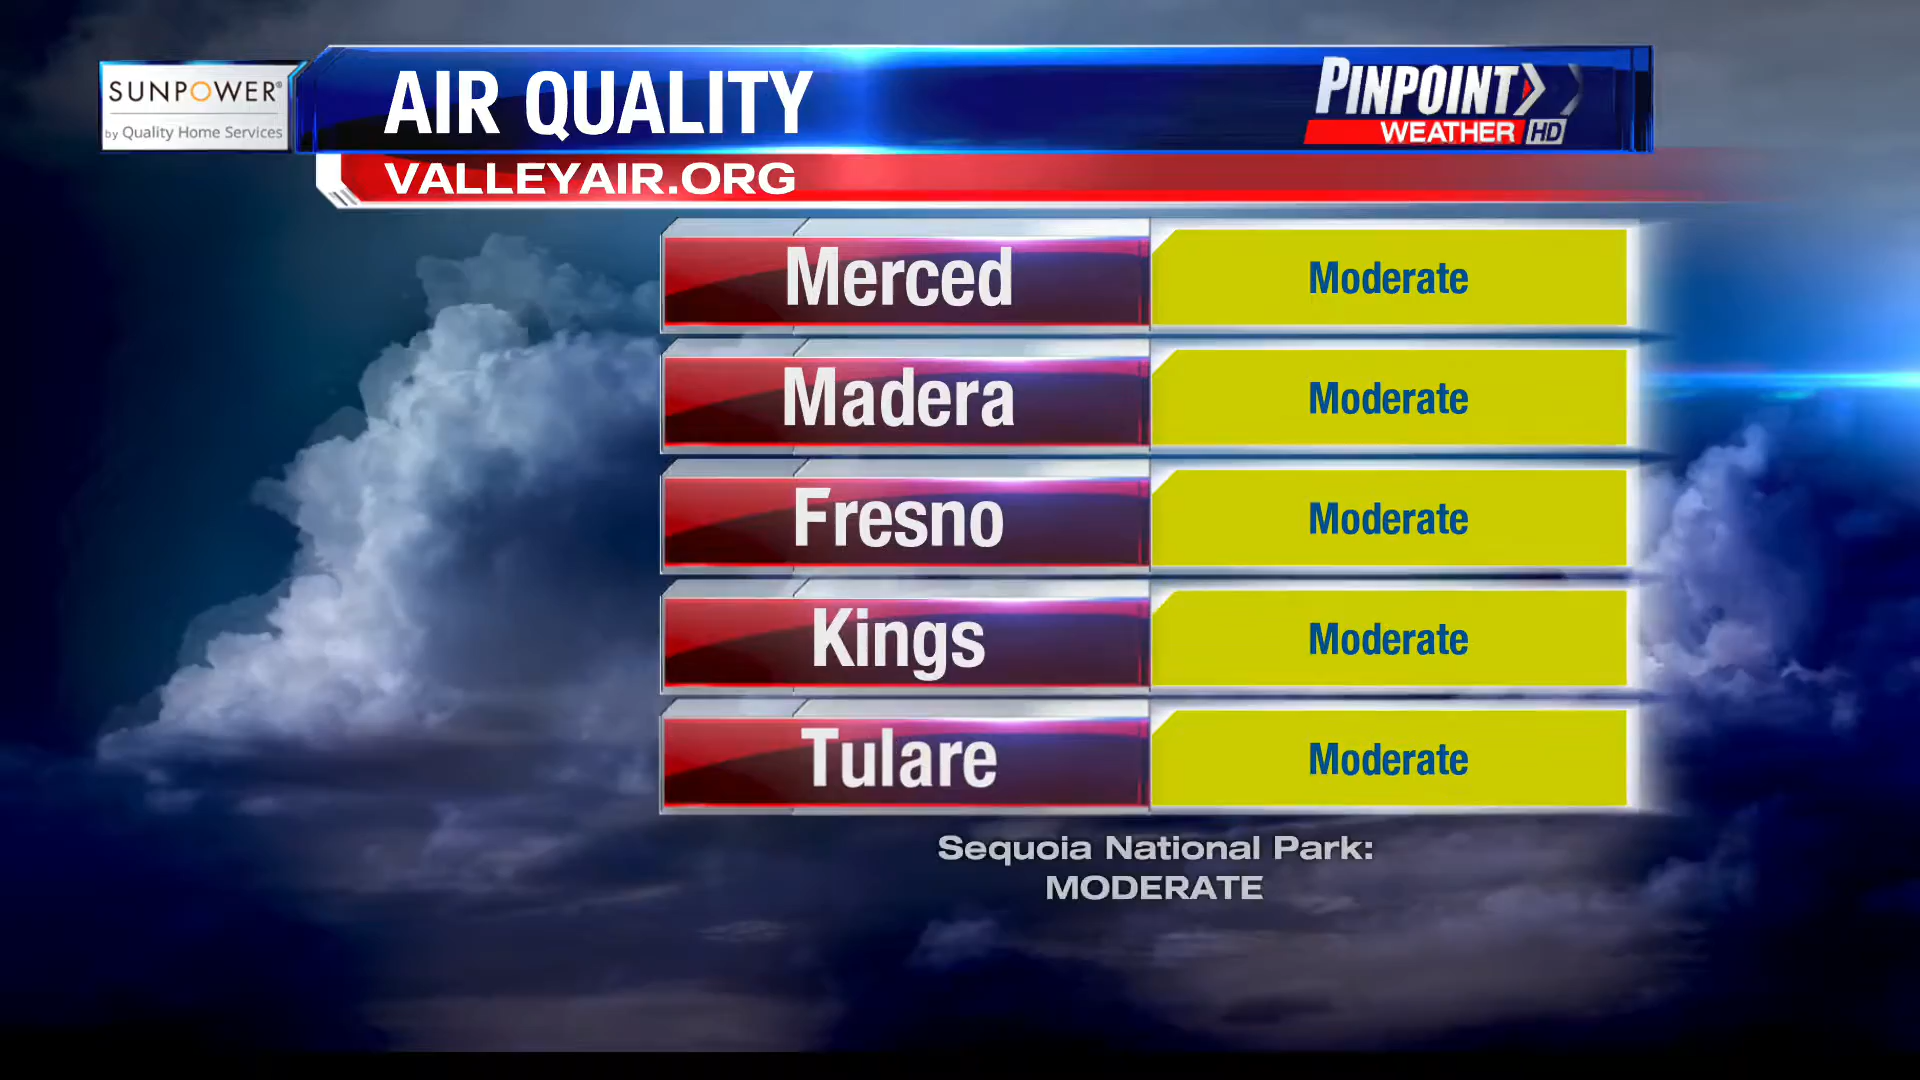 SUNPOWER®
by Quality Home Services
AIR QUALITY
PINPOINT
WEATHER HD
VALLEYAIR.ORG
Merced Moderate
Madera Moderate
Fresno Moderate
Kings Moderate
Tulare Moderate
Sequoia National Park:
MODERATE